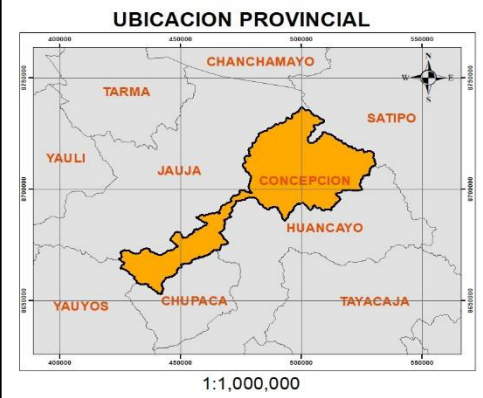 UBICACION PROVINCIAL
400000 450000 500000 550000
CHANCHAMAYO
N
W E
S
8750000 8750000
TARMA
SATIPO
YAULI
JAUJA
CONCEPCION
8700000 8700000
HUANCAYO
YAUYOS
CHUPACA
TAYACAJA
8650000 8650000
400000 450000 500000 550000
1:1,000,000